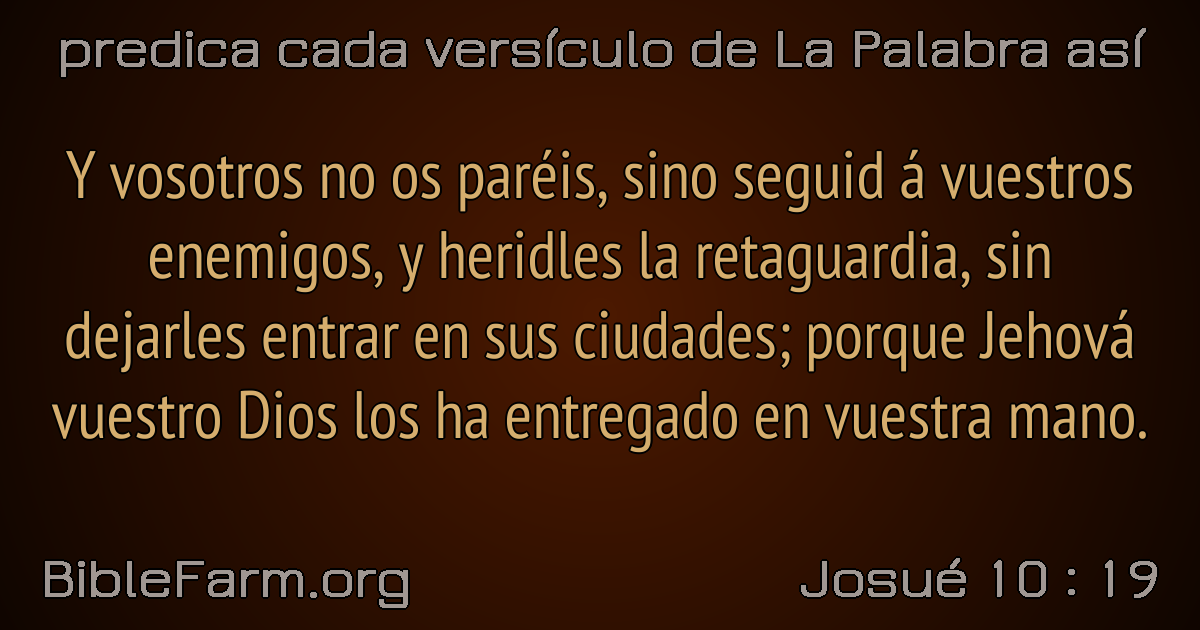 predica cada versículo de La Palabra así
Y vosotros no os paréis, sino seguid á vuestros
enemigos, y heridles la retaguardia, sin
dejarles entrar en sus ciudades; porque Jehová
vuestro Dios los ha entregado en vuestra mano.
BibleFarm.org
Josué 10 : 19